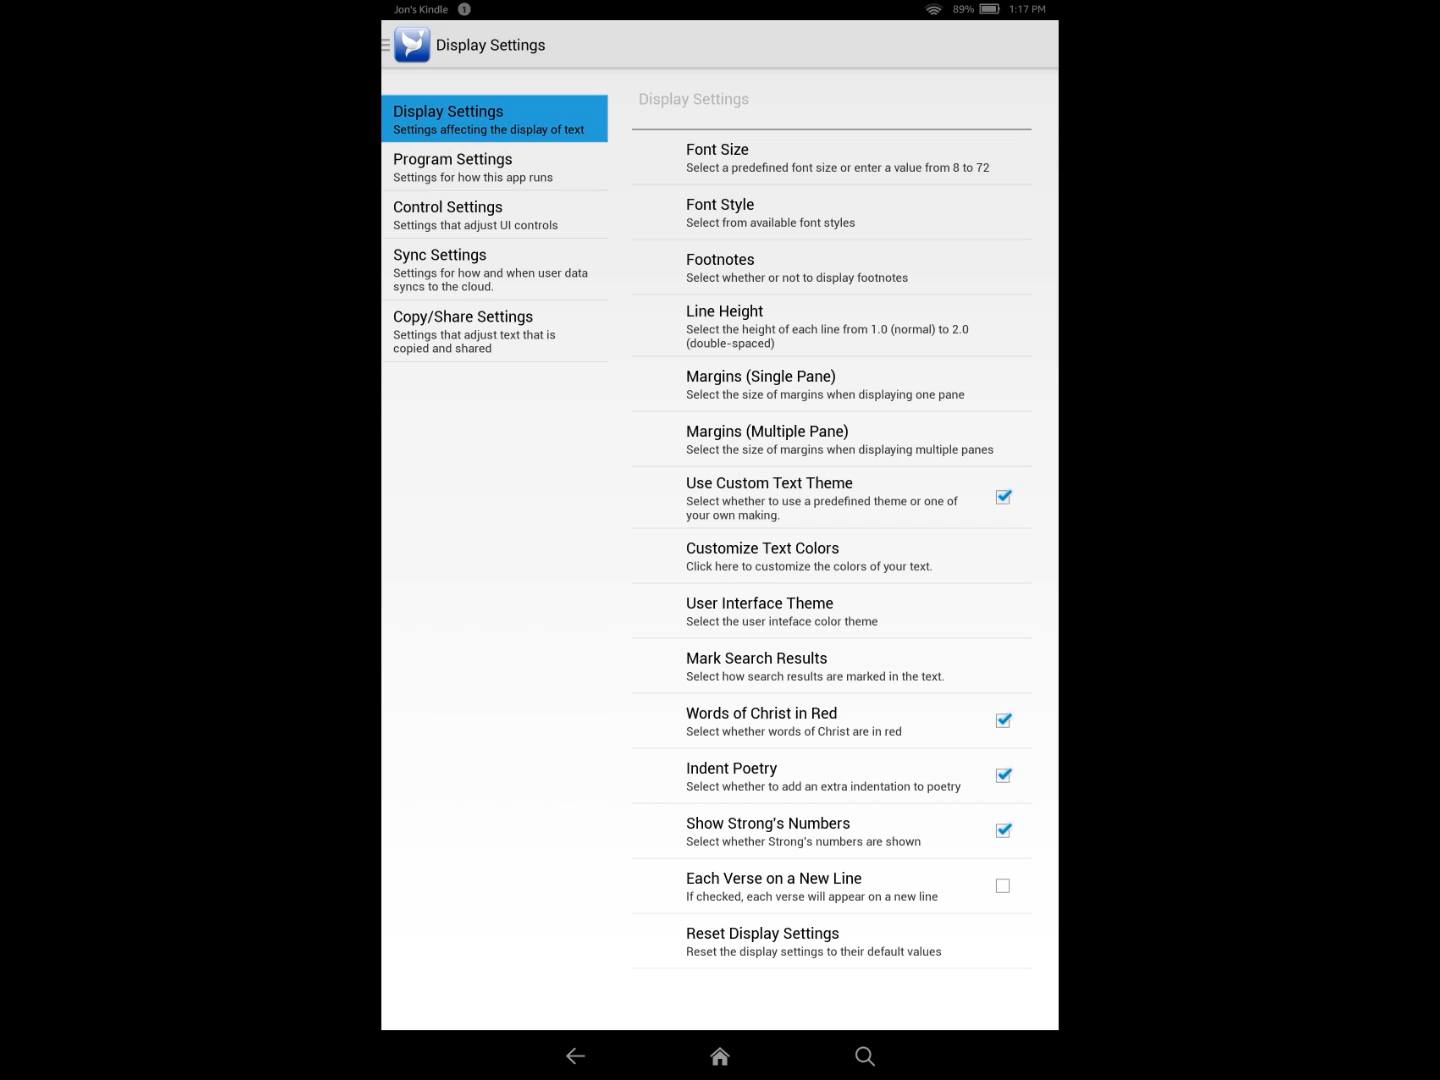 Jon's Kindle 1 89% 1:17 PM
Display Settings
Display Settings
Settings affecting the display of text
Program Settings
Settings for how this app runs
Control Settings
Settings that adjust UI controls
Sync Settings
Settings for how and when user data
syncs to the cloud.
Copy/Share Settings
Settings that adjust text that is
copied and shared
Display Settings
Font Size
Select a predefined font size or enter a value from 8 to 72
Font Style
Select from available font styles
Footnotes
Select whether or not to display footnotes
Line Height
Select the height of each line from 1.0 (normal) to 2.0
(double-spaced)
Margins (Single Pane)
Select the size of margins when displaying one pane
Margins (Multiple Pane)
Select the size of margins when displaying multiple panes
Use Custom Text Theme
Select whether to use a predefined theme or one of
your own making.
Customize Text Colors
Click here to customize the colors of your text.
User Interface Theme
Select the user inteface color theme
Mark Search Results
Select how search results are marked in the text.
Words of Christ in Red
Select whether words of Christ are in red
Indent Poetry
Select whether to add an extra indentation to poetry
Show Strong's Numbers
Select whether Strong's numbers are shown
Each Verse on a New Line
If checked, each verse will appear on a new line
Reset Display Settings
Reset the display settings to their default values